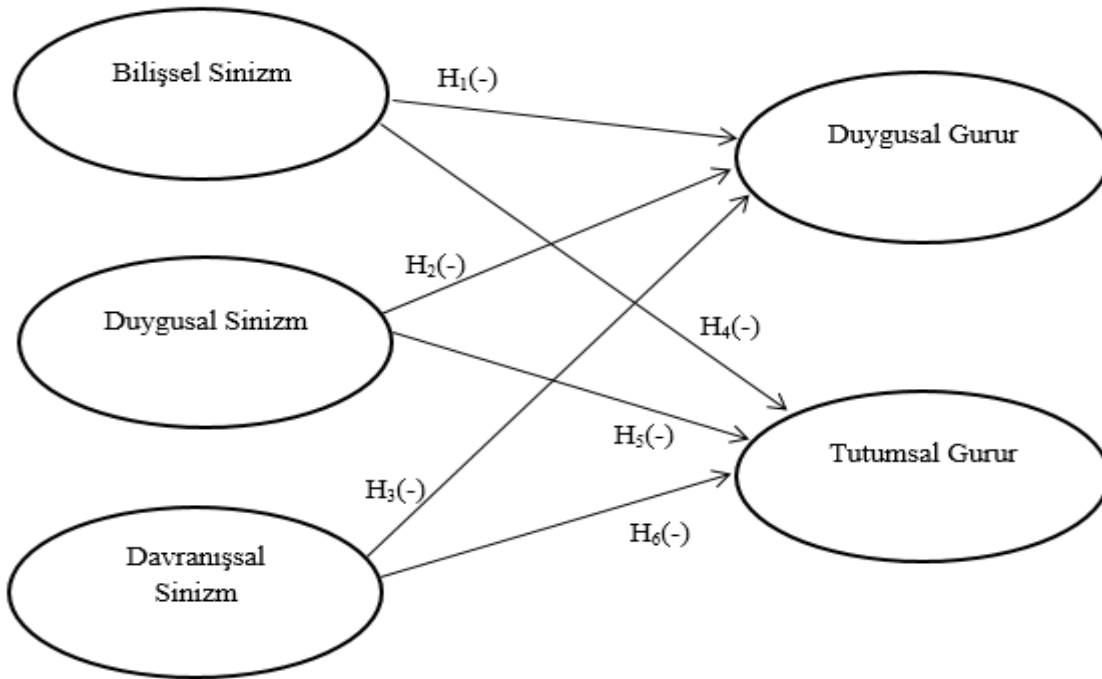 Bilişsel Sinizm
H₁(-)
Duygusal Gurur
H₂(-)
Duygusal Sinizm
H₄(-)
H₅(-)
Tutumsal Gurur
H₃(-)
H₆(-)
Davranışsal
Sinizm